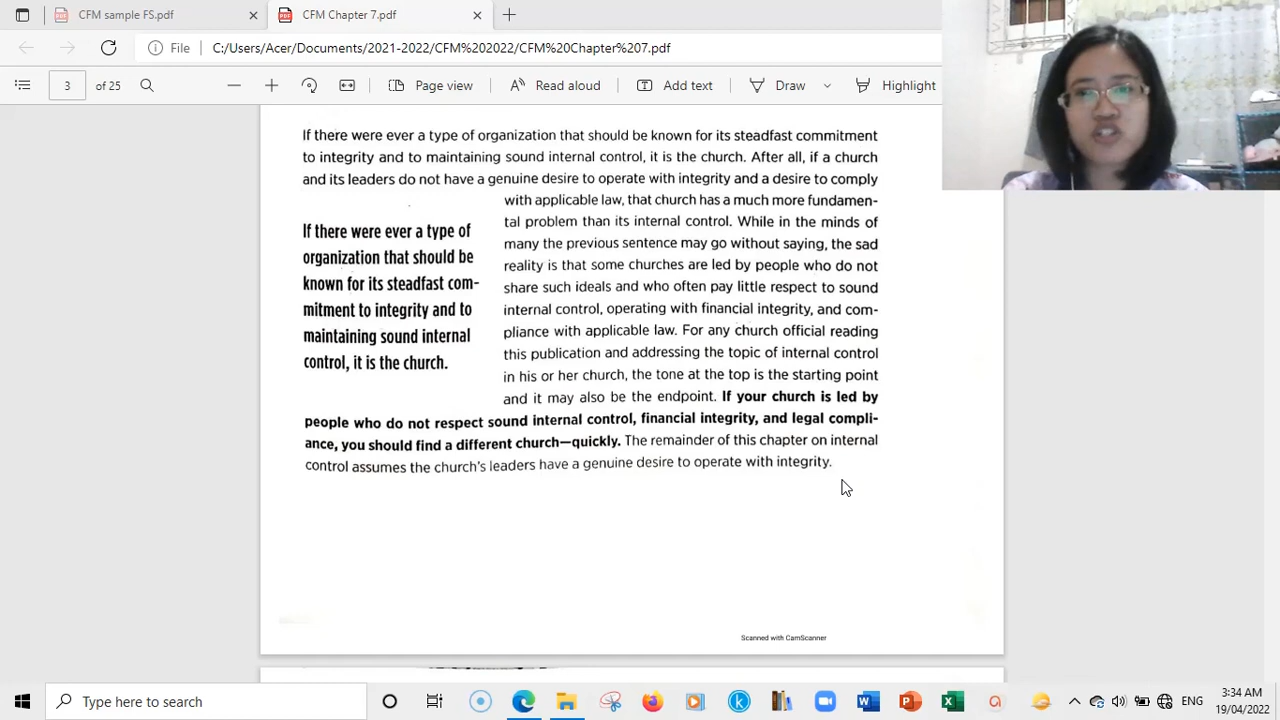 CFM sample FS.pdf
CFM Chapter 7.pdf
File
C:/Users/Acer/Documents/2021-2022/CFM%202022/CFM%20Chapter%207.pdf
3 of 25
Page view
Read aloud
Add text
Draw
Highlight
If there were ever a type of organization that should be known for its steadfast commitment
to integrity and to maintaining sound internal control, it is the church. After all, if a church
and its leaders do not have a genuine desire to operate with integrity and a desire to comply
with applicable law, that church has a much more fundamen-
tal problem than its internal control. While in the minds of
many the previous sentence may go without saying, the sad
reality is that some churches are led by people who do not
share such ideals and who often pay little respect to sound
internal control, operating with financial integrity, and com-
pliance with applicable law. For any church official reading
this publication and addressing the topic of internal control
in his or her church, the tone at the top is the starting point
and it may also be the endpoint. If your church is led by
people who do not respect sound internal control, financial integrity, and legal compli-
ance, you should find a different church—quickly. The remainder of this chapter on internal
control assumes the church's leaders have a genuine desire to operate with integrity.
If there were ever a type of
organization that should be
known for its steadfast com-
mitment to integrity and to
maintaining sound internal
control, it is the church.
Scanned with CamScanner
Type here to search
ENG
3:34 AM
19/04/2022